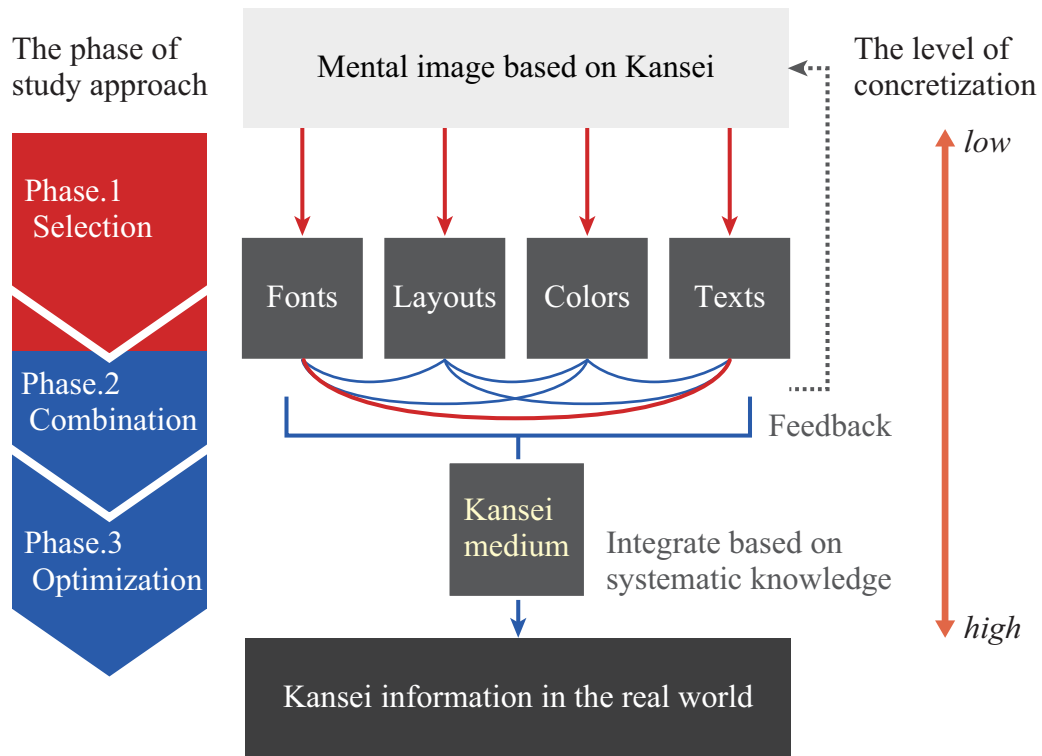 The phase of
study approach
Mental image based on Kansei
The level of
concretization
low
Phase.1
Selection
Fonts
Layouts
Colors
Texts
Phase.2
Combination
Feedback
Kansei
medium
Integrate based on
systematic knowledge
Phase.3
Optimization
high
Kansei information in the real world